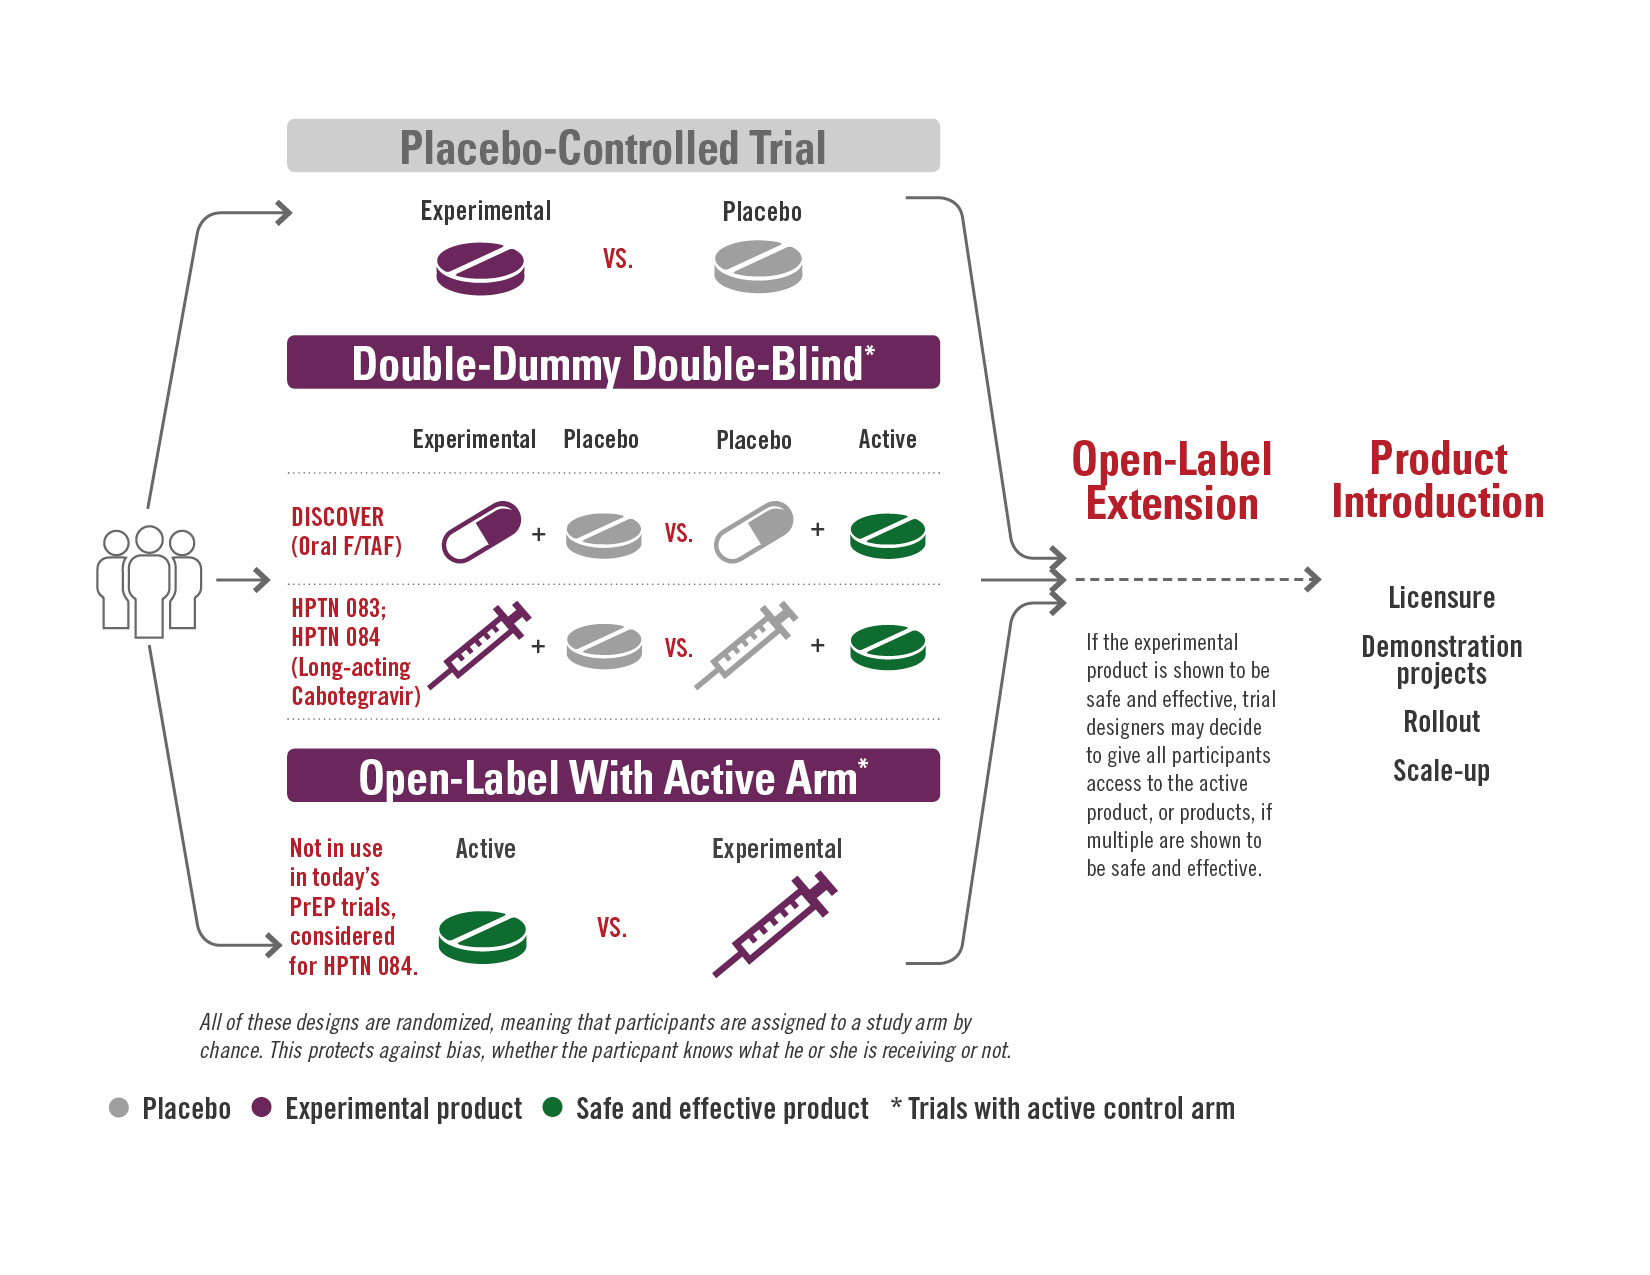 Placebo-Controlled Trial
Experimental
Placebo
VS.
Double-Dummy Double-Blind*
Experimental Placebo Placebo Active
DISCOVER
(Oral F/TAF)
+ VS. +
HPTN 083;
HPTN 084
(Long-acting
Cabotegravir)
+ VS. +
Open-Label With Active Arm*
Not in use
in today's
PrEP trials,
considered
for HPTN 084.
Active
Experimental
VS.
Open-Label
Extension
If the experimental
product is shown to be
safe and effective, trial
designers may decide
to give all participants
access to the active
product, or products, if
multiple are shown to
be safe and effective.
Product
Introduction
Licensure
Demonstration
projects
Rollout
Scale-up
All of these designs are randomized, meaning that participants are assigned to a study arm by
chance. This protects against bias, whether the particpant knows what he or she is receiving or not.
Placebo Experimental product Safe and effective product * Trials with active control arm